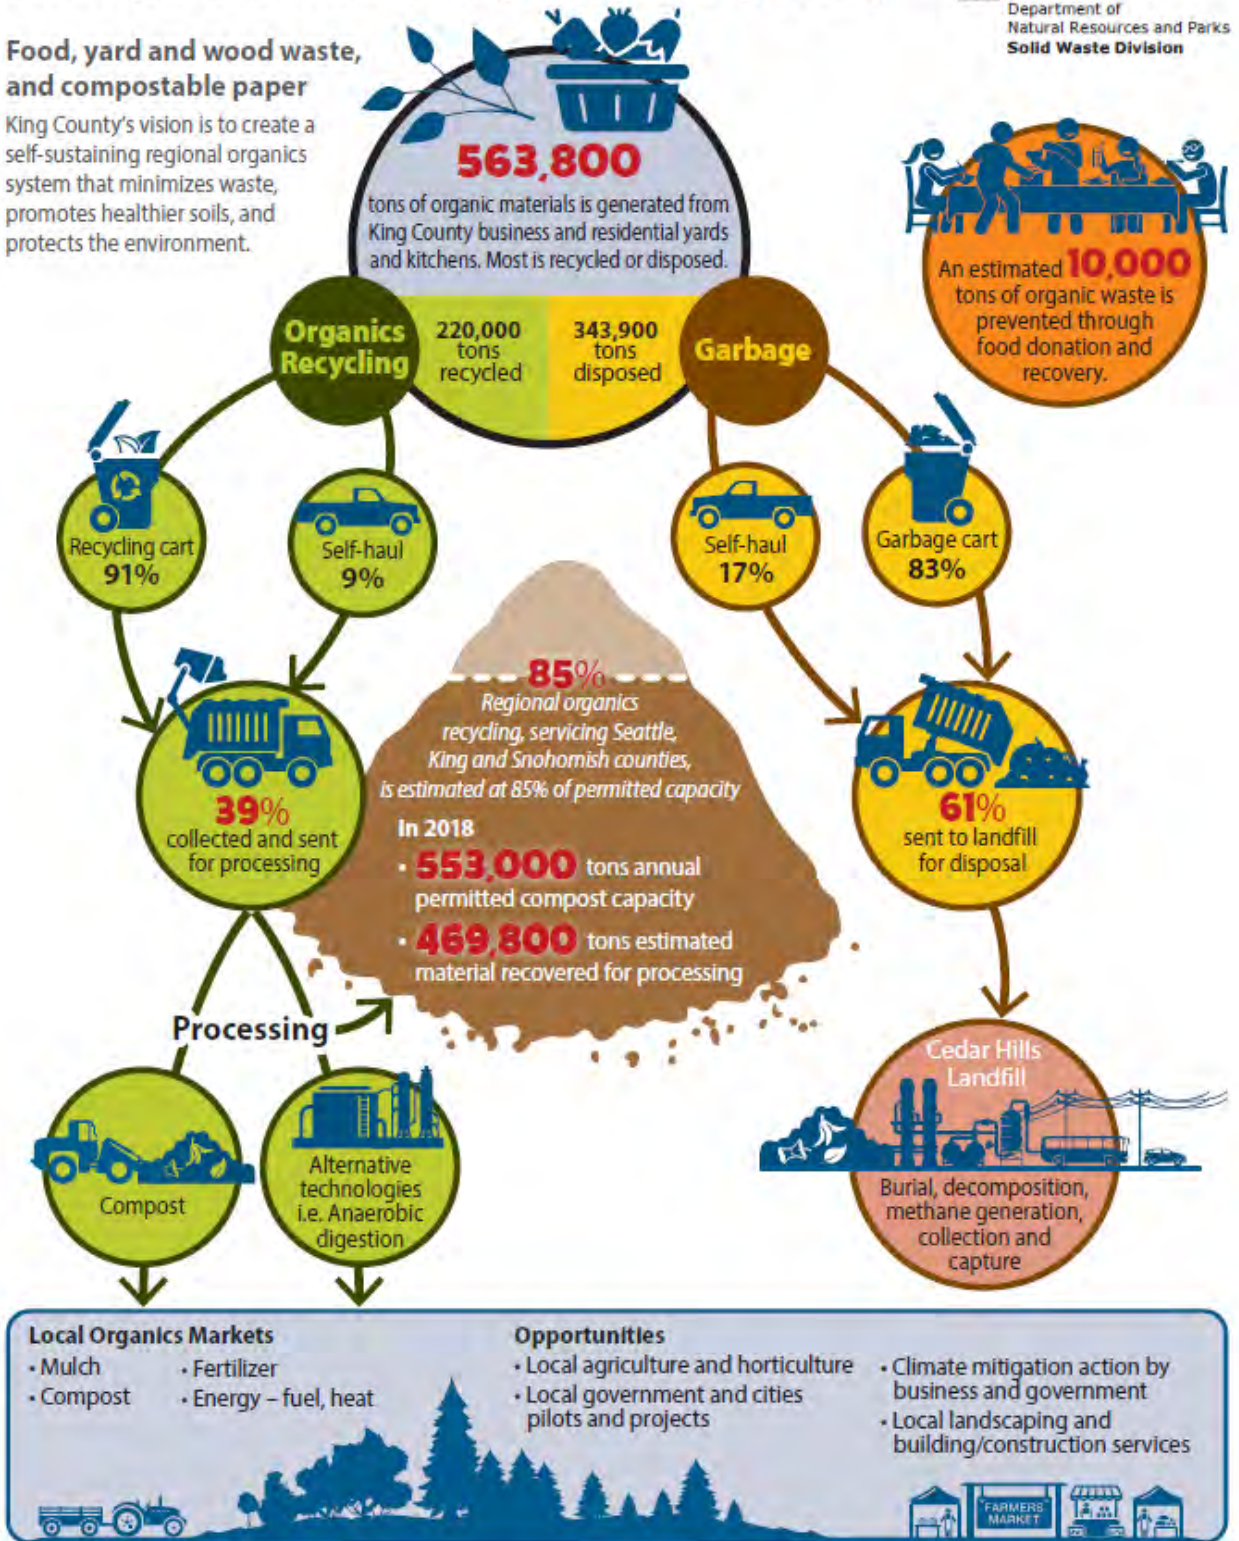 Department of
Natural Resources and Parks
Solid Waste Division
Food, yard and wood waste,
and compostable paper
King County's vision is to create a
self-sustaining regional organics
system that minimizes waste,
promotes healthier soils, and
protects the environment.
563,800
tons of organic materials is generated from
King County business and residential yards
and kitchens. Most is recycled or disposed.
An estimated 10,000
tons of organic waste is
prevented through
food donation and
recovery.
Organics
Recycling
220,000
tons
recycled
343,900
tons
disposed
Garbage
Recycling cart
91%
Self-haul
9%
Self-haul
17%
Garbage cart
83%
39%
collected and sent
for processing
85%
Regional organics
recycling, servicing Seattle,
King and Snohomish counties,
is estimated at 85% of permitted capacity
In 2018
• 553,000 tons annual
permitted compost capacity
• 469,800 tons estimated
material recovered for processing
61%
sent to landfill
for disposal
Processing
Compost
Alternative
technologies
i.e. Anaerobic
digestion
Cedar Hills
Landfill
Burial, decomposition,
methane generation,
collection and
capture
Local Organics Markets
• Mulch
• Compost
• Fertilizer
• Energy – fuel, heat
Opportunities
• Local agriculture and horticulture
• Local government and cities
pilots and projects
• Climate mitigation action by
business and government
• Local landscaping and
building/construction services
FARMERS
MARKET